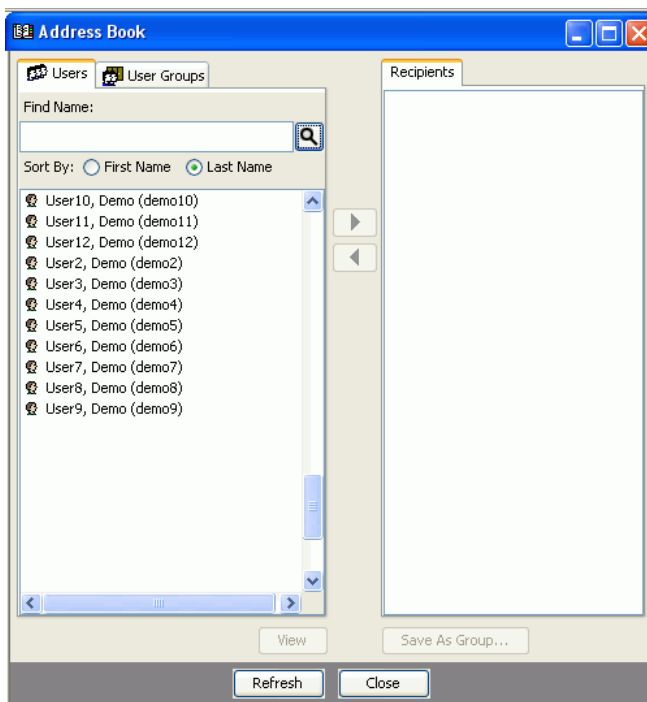 Address Book
Users
User Groups
Find Name:
Sort By: First Name Last Name
User10, Demo (demo10)
User11, Demo (demo11)
User12, Demo (demo12)
User2, Demo (demo2)
User3, Demo (demo3)
User4, Demo (demo4)
User5, Demo (demo5)
User6, Demo (demo6)
User7, Demo (demo7)
User8, Demo (demo8)
User9, Demo (demo9)
View
Recipients
Save As Group...
Refresh
Close